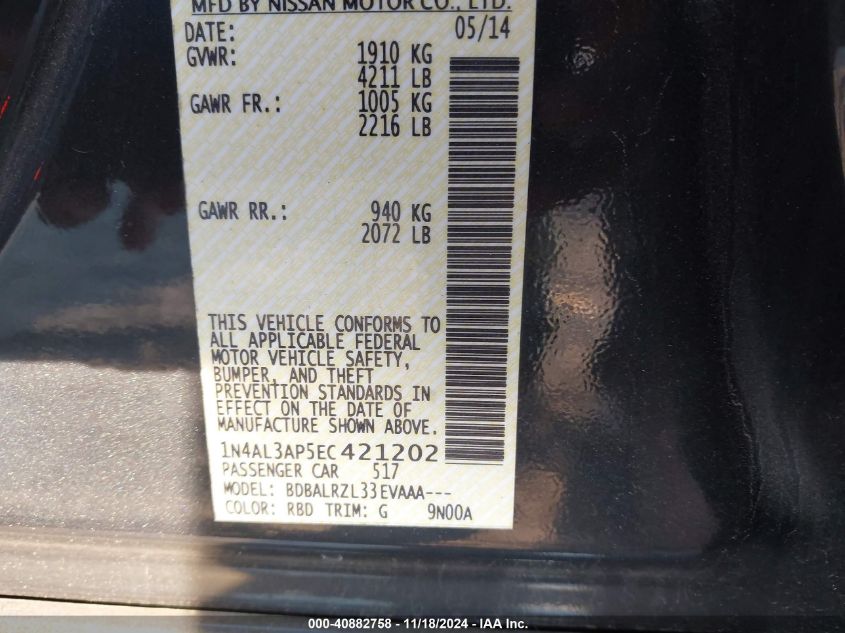 MFD BY NISSAN MOTOR CO., LTD.
DATE: 05/14
GVWR: 1910 KG
4211 LB
GAWR FR.: 1005 KG
2216 LB
GAWR RR.: 940 KG
2072 LB
THIS VEHICLE CONFORMS TO
ALL APPLICABLE FEDERAL
MOTOR VEHICLE SAFETY,
BUMPER, AND THEFT
PREVENTION STANDARDS IN
EFFECT ON THE DATE OF
MANUFACTURE SHOWN ABOVE.
1N4AL3AP5EC421202
PASSENGER CAR 517
MODEL: BDBALRZL33EVAAA---
COLOR: RBD TRIM: G 9N00A
000-40882758 - 11/18/2024 - IAA Inc.